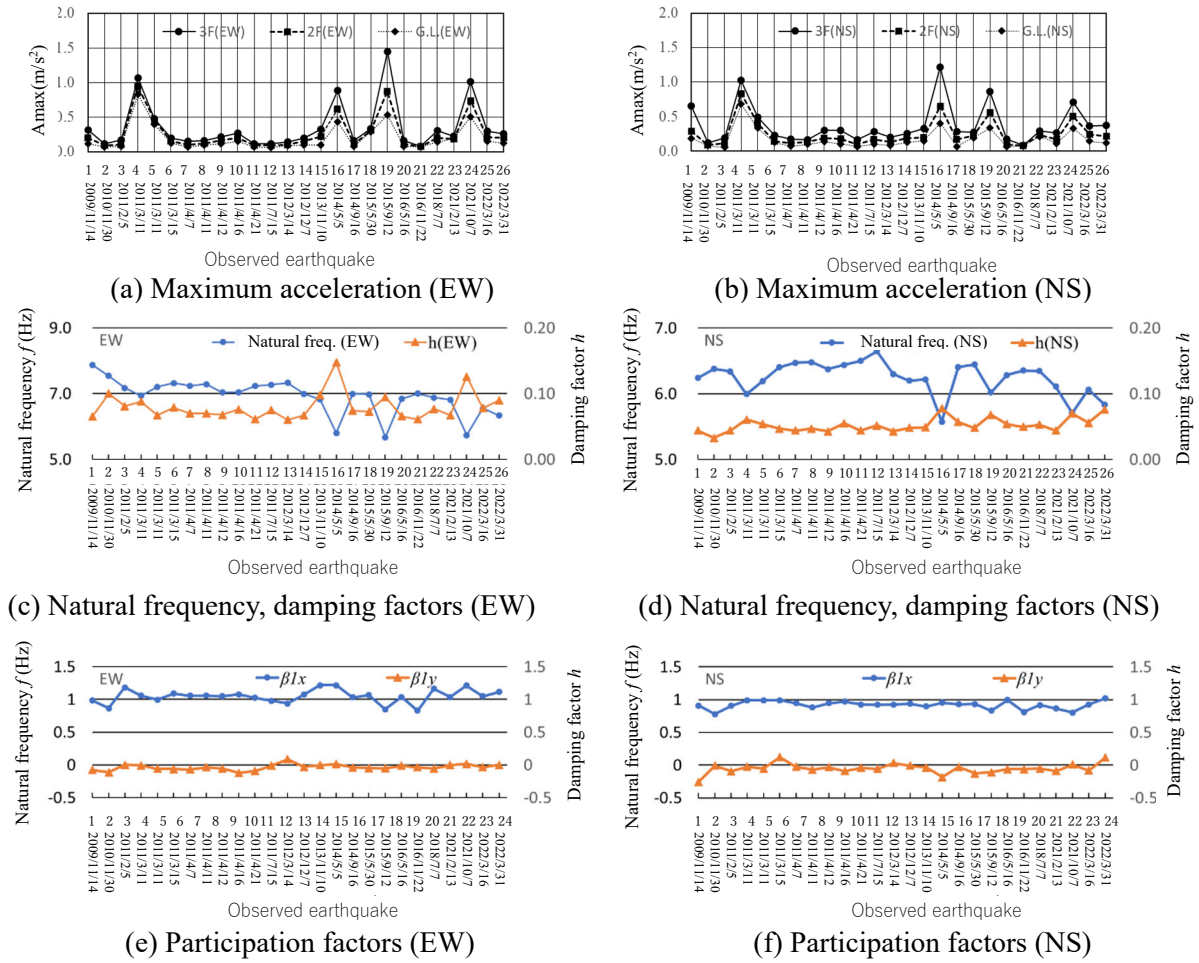 2.0
1.5
1.0
0.5
0.0
Amax(m/s²)
3F(EW) 2F(EW) G.L.(EW)
1 2 3 4 5 6 7 8 9 10 11 12 13 14 15 16 17 18 19 20 21 22 23 24 25 26
2009/11/14 2010/11/30 2011/2/5 2011/3/11 2011/3/11 2011/3/15 2011/4/7 2011/4/11 2011/4/12 2011/4/16 2011/4/21 2011/7/15 2012/3/14 2012/12/7 2013/11/10 2014/5/5 2014/9/16 2015/5/30 2015/9/12 2016/5/16 2016/11/22 2018/7/7 2021/2/13 2021/10/7 2022/3/16 2022/3/31
Observed earthquake
(a) Maximum acceleration (EW)
2.0
1.5
1.0
0.5
0.0
Amax(m/s²)
3F(NS) 2F(NS) G.L.(NS)
1 2 3 4 5 6 7 8 9 10 11 12 13 14 15 16 17 18 19 20 21 22 23 24 25 26
2009/11/14 2010/11/30 2011/2/5 2011/3/11 2011/3/11 2011/3/15 2011/4/7 2011/4/11 2011/4/12 2011/4/16 2011/4/21 2011/7/15 2012/3/14 2012/12/7 2013/11/10 2014/5/5 2014/9/16 2015/5/30 2015/9/12 2016/5/16 2016/11/22 2018/7/7 2021/2/13 2021/10/7 2022/3/16 2022/3/31
Observed earthquake
(b) Maximum acceleration (NS)
9.0
7.0
5.0
Natural frequency f (Hz)
EW
Natural freq. (EW) h(EW)
0.20
0.10
0.00
Damping factor h
1 2 3 4 5 6 7 8 9 10 11 12 13 14 15 16 17 18 19 20 21 22 23 24 25 26
2009/11/14 2010/11/30 2011/2/5 2011/3/11 2011/3/11 2011/3/15 2011/4/7 2011/4/11 2011/4/12 2011/4/16 2011/4/21 2011/7/15 2012/3/14 2012/12/7 2013/11/10 2014/5/5 2014/9/16 2015/5/30 2015/9/12 2016/5/16 2016/11/22 2018/7/7 2021/2/13 2021/10/7 2022/3/16 2022/3/31
Observed earthquake
(c) Natural frequency, damping factors (EW)
7.0
6.0
5.0
Natural frequency f (Hz)
NS
Natural freq. (NS) h(NS)
0.20
0.10
0.00
Damping factor h
1 2 3 4 5 6 7 8 9 10 11 12 13 14 15 16 17 18 19 20 21 22 23 24 25 26
2009/11/14 2010/11/30 2011/2/5 2011/3/11 2011/3/11 2011/3/15 2011/4/7 2011/4/11 2011/4/12 2011/4/16 2011/4/21 2011/7/15 2012/3/14 2012/12/7 2013/11/10 2014/5/5 2014/9/16 2015/5/30 2015/9/12 2016/5/16 2016/11/22 2018/7/7 2021/2/13 2021/10/7 2022/3/16 2022/3/31
Observed earthquake
(d) Natural frequency, damping factors (NS)
1.5
1
0.5
0
-0.5
Natural frequency f (Hz)
EW
β1x β1y
1.5
1
0.5
0
-0.5
Damping factor h
1 2 3 4 5 6 7 8 9 10 11 12 13 14 15 16 17 18 19 20 21 22 23 24
2009/11/14 2010/11/30 2011/2/5 2011/3/11 2011/3/11 2011/3/15 2011/4/7 2011/4/11 2011/4/12 2011/4/16 2011/4/21 2011/7/15 2012/3/14 2012/12/7 2013/11/10 2014/5/5 2014/9/16 2015/5/30 2015/9/12 2016/5/16 2016/11/22 2018/7/7 2021/2/13 2021/10/7 2022/3/16 2022/3/31
Observed earthquake
(e) Participation factors (EW)
1.5
1
0.5
0
-0.5
Natural frequency f (Hz)
NS
β1x β1y
1.5
1
0.5
0
-0.5
Damping factor h
1 2 3 4 5 6 7 8 9 10 11 12 13 14 15 16 17 18 19 20 21 22 23 24
2009/11/14 2010/11/30 2011/2/5 2011/3/11 2011/3/11 2011/3/15 2011/4/7 2011/4/11 2011/4/12 2011/4/16 2011/4/21 2011/7/15 2012/3/14 2012/12/7 2013/11/10 2014/5/5 2014/9/16 2015/5/30 2015/9/12 2016/5/16 2016/11/22 2018/7/7 2021/2/13 2021/10/7 2022/3/16 2022/3/31
Observed earthquake
(f) Participation factors (NS)